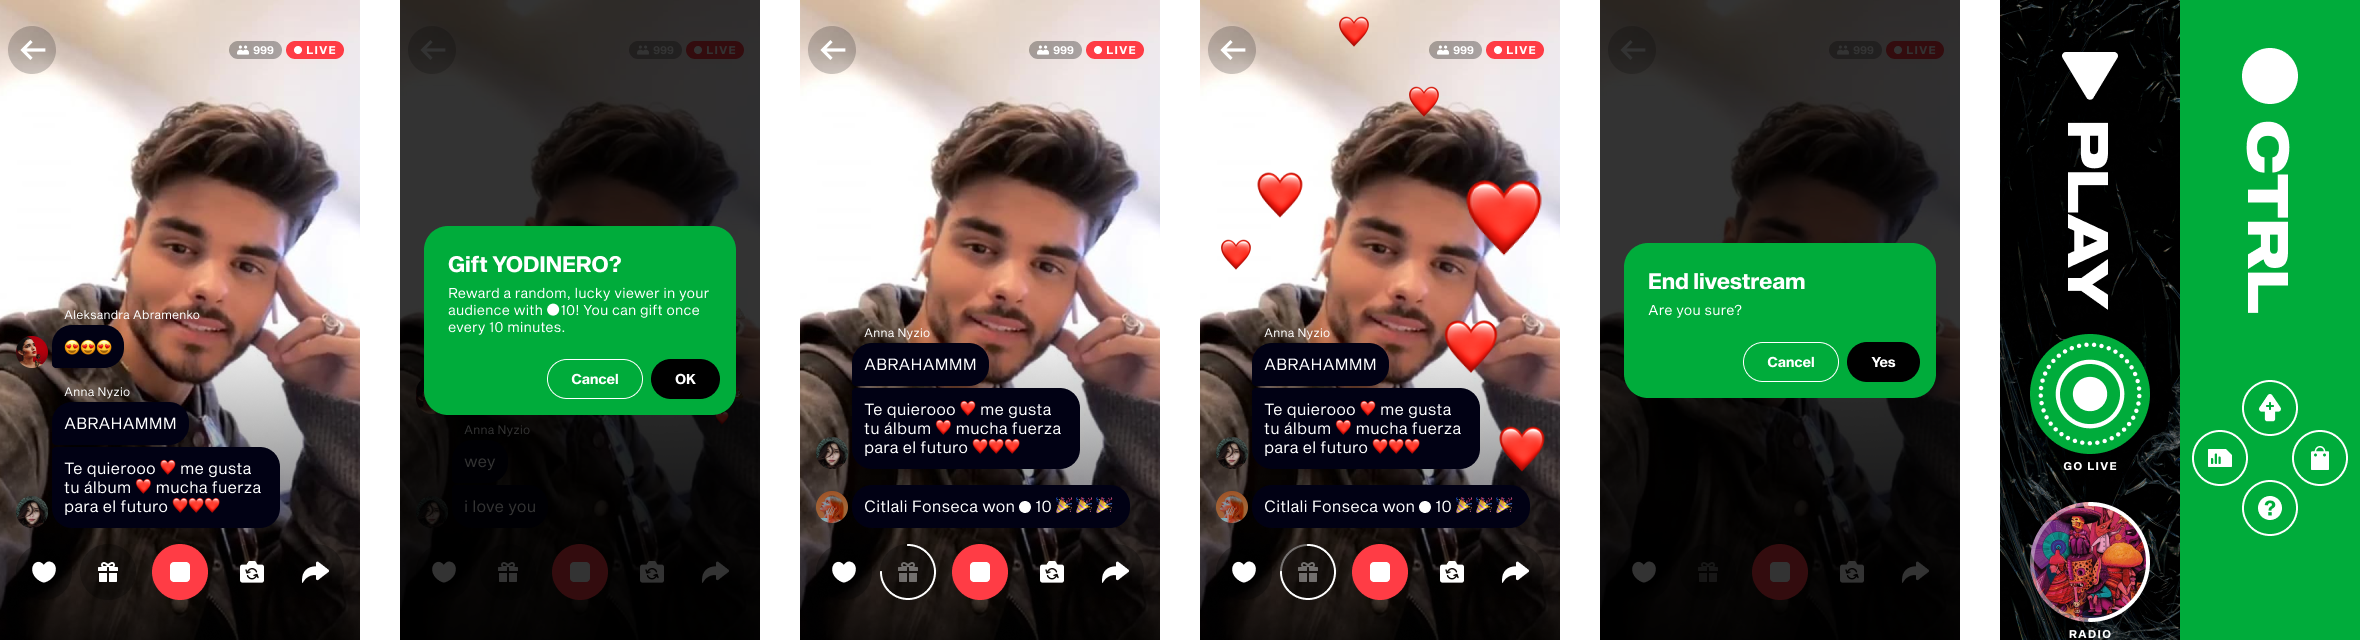 999
LIVE
Aleksandra Abramenko
😍😍😍
Anna Nyzio
ABRAHAMMM
Te quierooo ❤️ me gusta
tu álbum ❤️ mucha fuerza
para el futuro ❤️❤️❤️
999
LIVE
Gift YODINERO?
Reward a random, lucky viewer in your
audience with ●10! You can gift once
every 10 minutes.
Cancel
OK
Anna Nyzio
wey
i love you
999
LIVE
Anna Nyzio
ABRAHAMMM
Te quierooo ❤️ me gusta
tu álbum ❤️ mucha fuerza
para el futuro ❤️❤️❤️
Citlali Fonseca won ● 10 🎉🎉🎉
999
LIVE
Anna Nyzio
ABRAHAMMM
Te quierooo ❤️ me gusta
tu álbum ❤️ mucha fuerza
para el futuro ❤️❤️❤️
Citlali Fonseca won ● 10 🎉🎉🎉
999
LIVE
End livestream
Are you sure?
Cancel
Yes
PLAY
GO LIVE
RADIO
CTRL